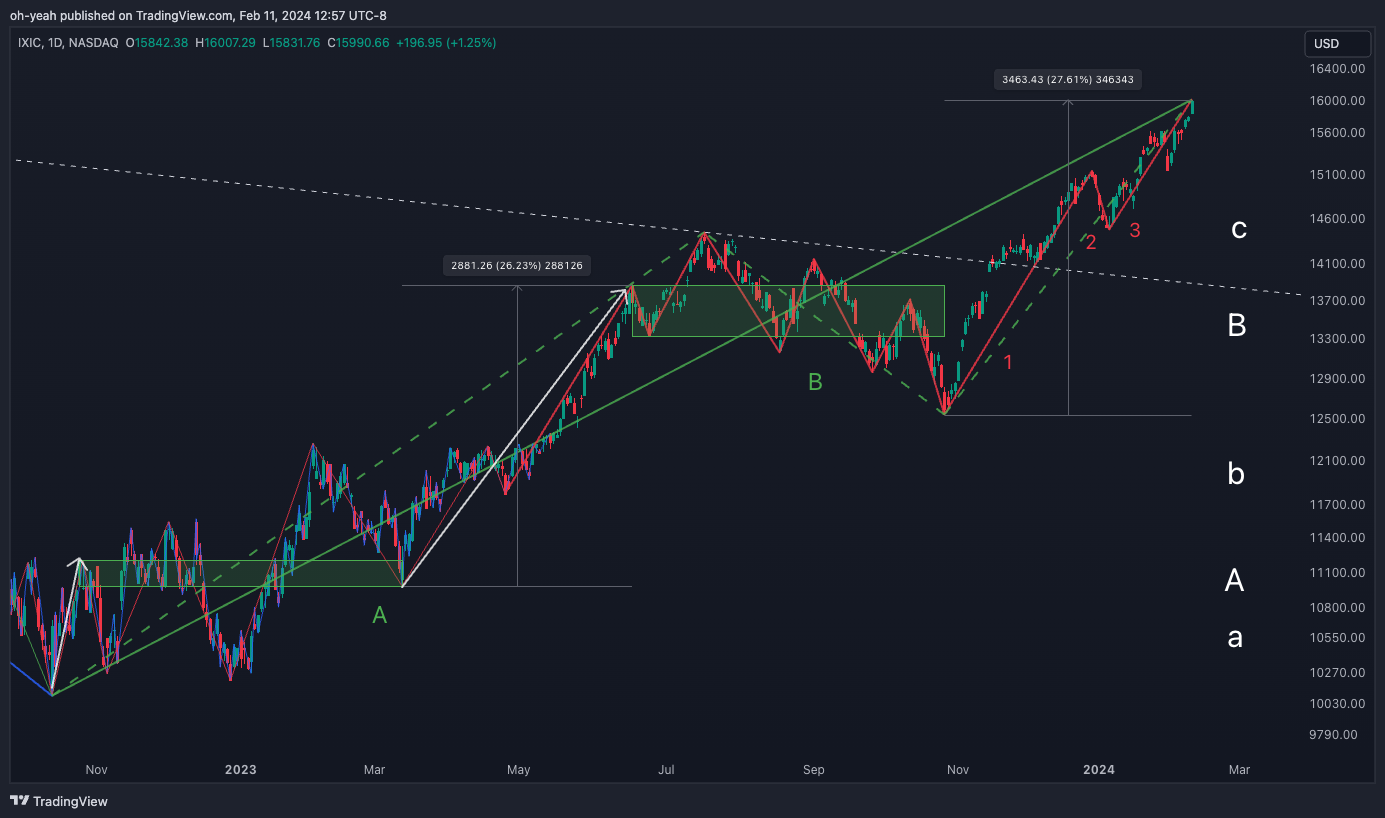 oh-yeah published on TradingView.com, Feb 11, 2024 12:57 UTC-8
IXIC, 1D, NASDAQ O15842.38 H16007.29 L15831.76 C15990.66 +196.95 (+1.25%)
USD
16400.00
3463.43 (27.61%) 346343
16000.00
15600.00
15100.00
14600.00
c
3
2
14100.00
2881.26 (26.23%) 288126
13700.00
B
13300.00
1
B
12900.00
12500.00
b
12100.00
11700.00
11400.00
11100.00
A
10800.00
A
a
10550.00
10270.00
10030.00
9790.00
Nov 2023 Mar May Jul Sep Nov 2024 Mar
TradingView